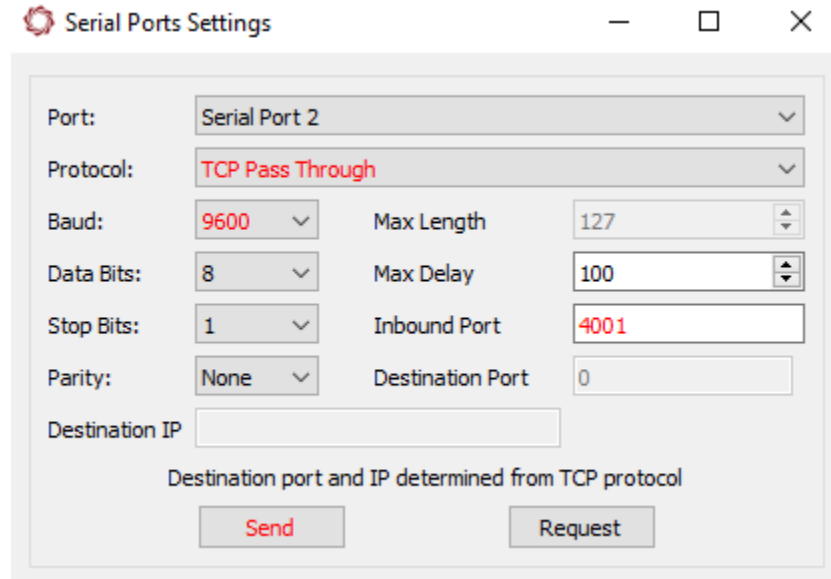 Serial Ports Settings
Port: Serial Port 2
Protocol: TCP Pass Through
Baud: 9600 Max Length 127
Data Bits: 8 Max Delay 100
Stop Bits: 1 Inbound Port 4001
Parity: None Destination Port 0
Destination IP
Destination port and IP determined from TCP protocol
Send Request